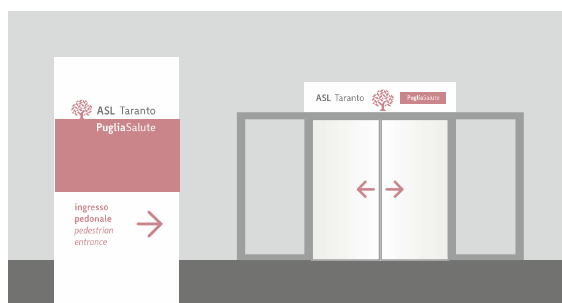 ASL Taranto
PugliaSalute
ingresso
pedonale
pedestrian
entrance
ASL Taranto
PugliaSalute